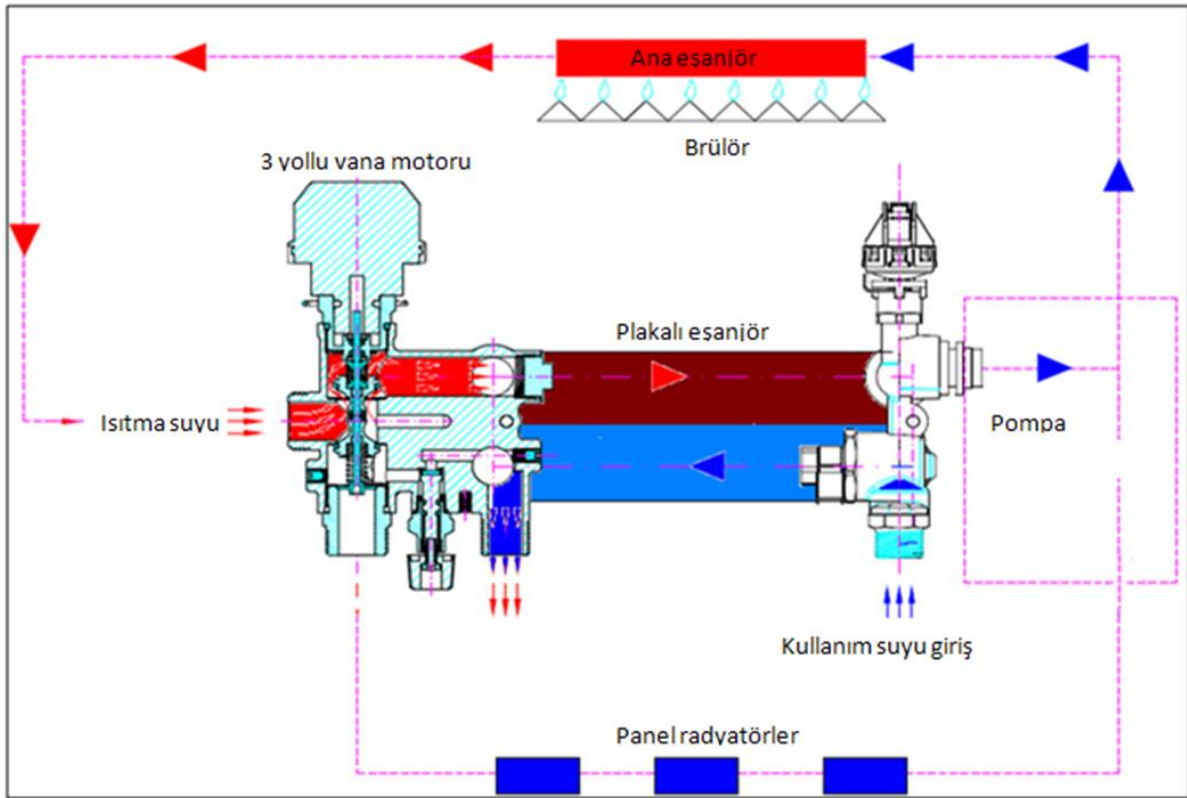 Ana eşanjör
Brülör
3 yollu vana motoru
Plakalı eşanjör
Isıtma suyu
Pompa
Kullanım suyu giriş
Panel radyatörler